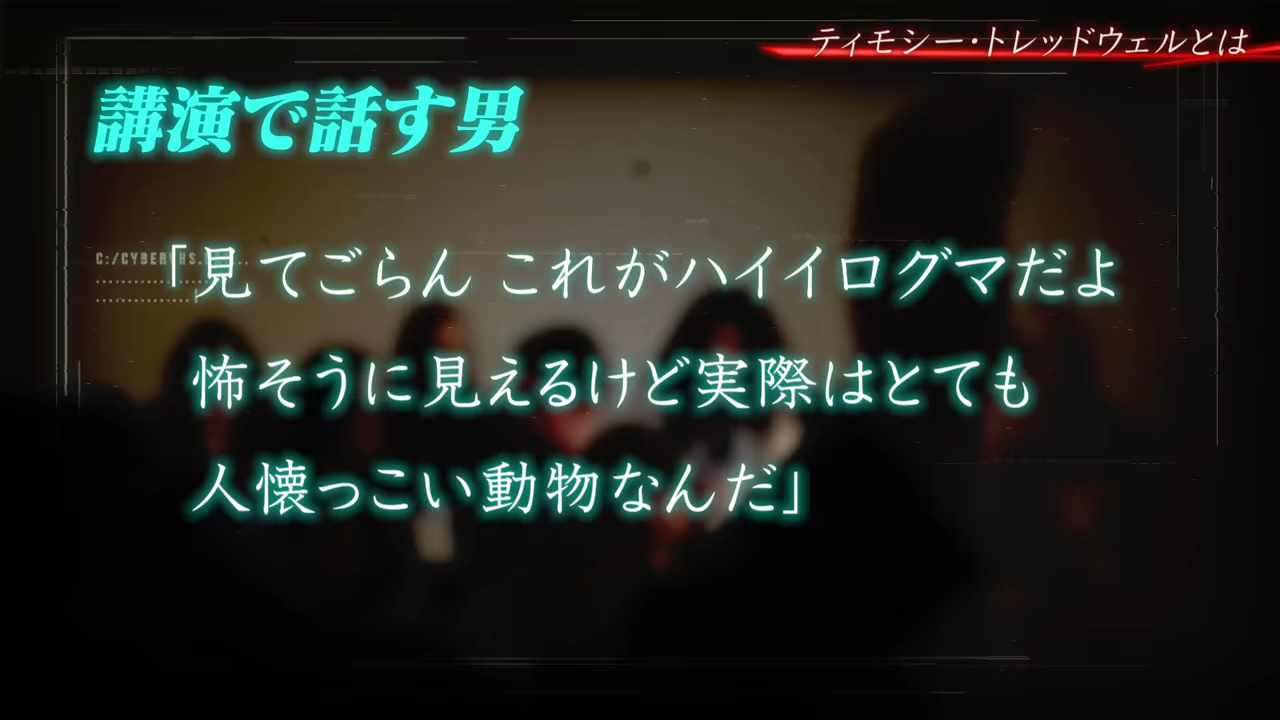 ティモシー・トレッドウェルとは
講演で話す男
「見てごらん これがハイイログマだよ
怖そうに見えるけど実際はとても
人懐っこい動物なんだ」